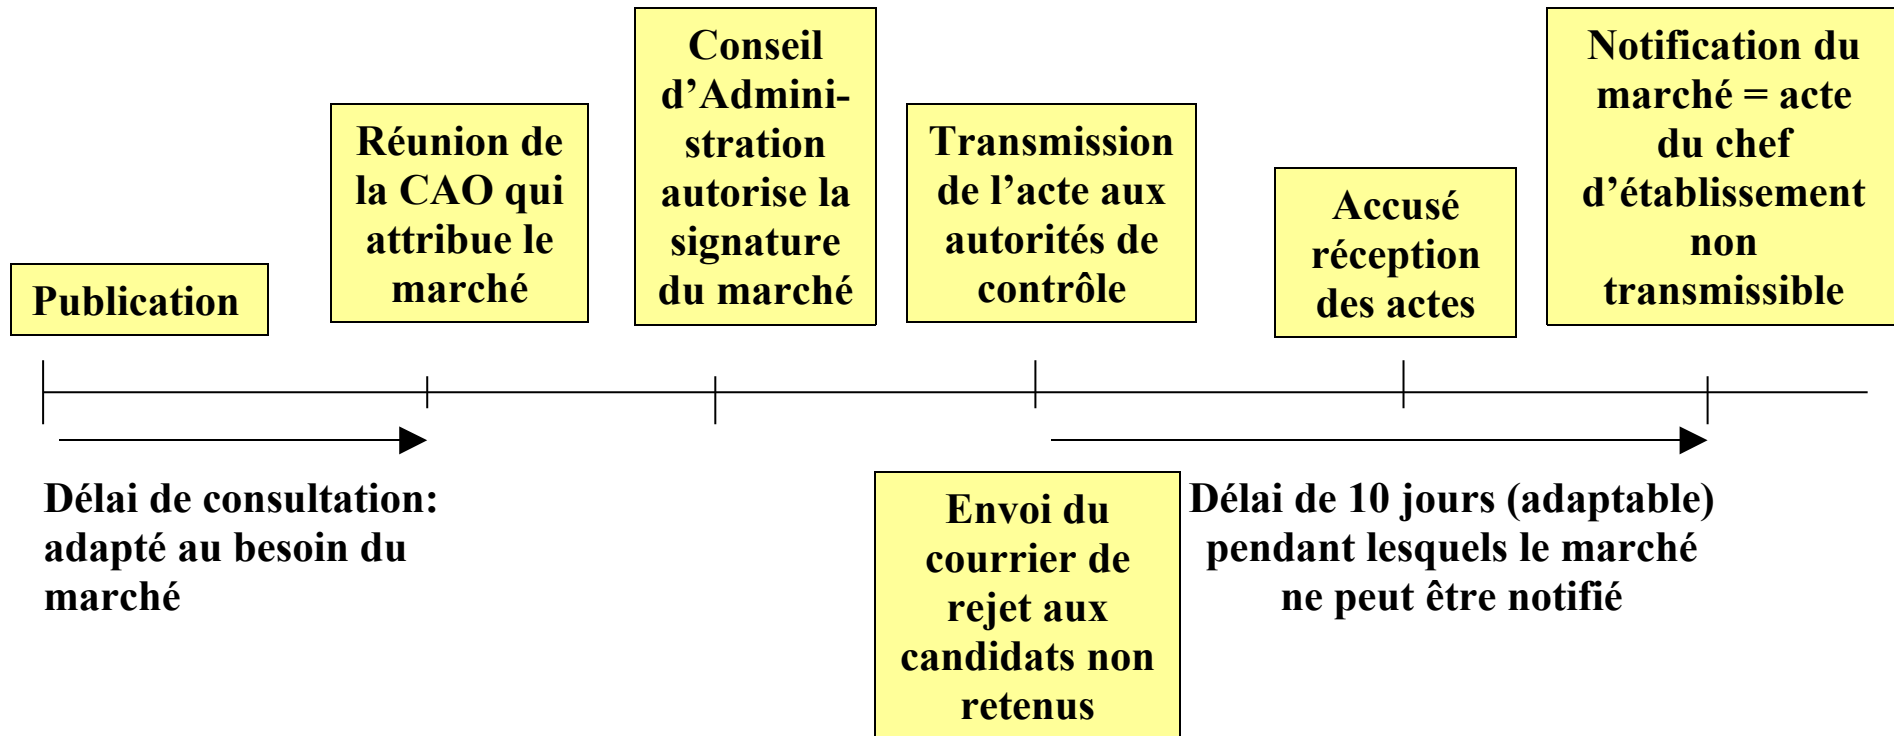 Publication
Réunion de
la CAO qui
attribue le
marché
Conseil
d’Admini-
stration
autorise la
signature
du marché
Transmission
de l’acte aux
autorités de
contrôle
Accusé
réception
des actes
Notification du
marché = acte
du chef
d’établissement
non
transmissible
Délai de consultation:
adapté au besoin du
marché
Envoi du
courrier de
rejet aux
candidats non
retenus
Délai de 10 jours (adaptable)
pendant lesquels le marché
ne peut être notifié